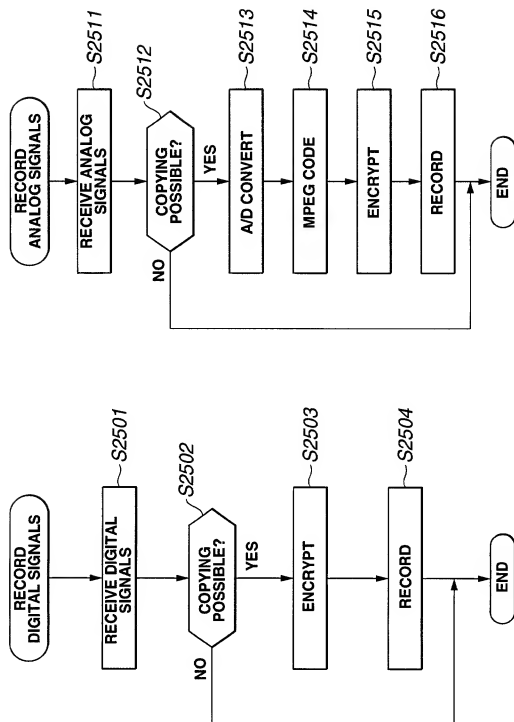 RECORD
DIGITAL SIGNALS
S2501
RECEIVE DIGITAL
SIGNALS
S2502
COPYING
POSSIBLE?
NO
YES
S2503
ENCRYPT
S2504
RECORD
END
RECORD
ANALOG SIGNALS
S2511
RECEIVE ANALOG
SIGNALS
S2512
COPYING
POSSIBLE?
NO
YES
S2513
A/D CONVERT
S2514
MPEG CODE
S2515
ENCRYPT
S2516
RECORD
END